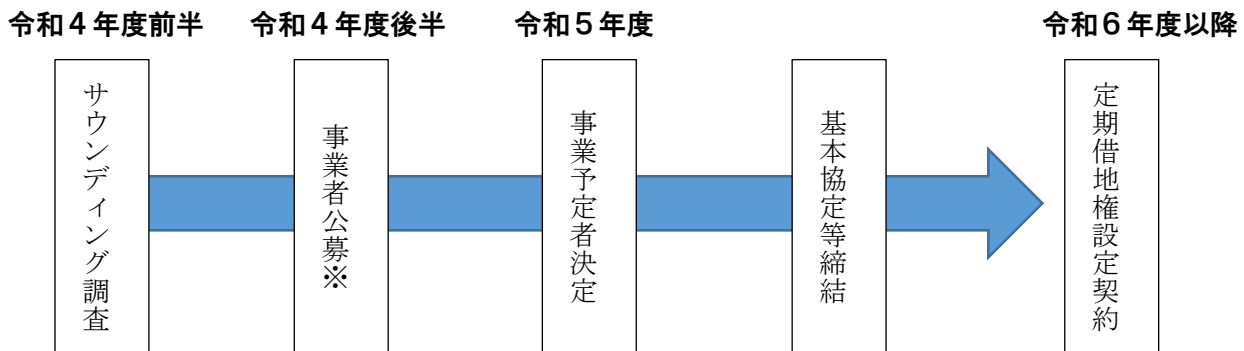 令和４年度前半
令和４年度後半
令和５年度
令和６年度以降
サウンディング調査
事業者公募※
事業予定者決定
基本協定等締結
定期借地権設定契約